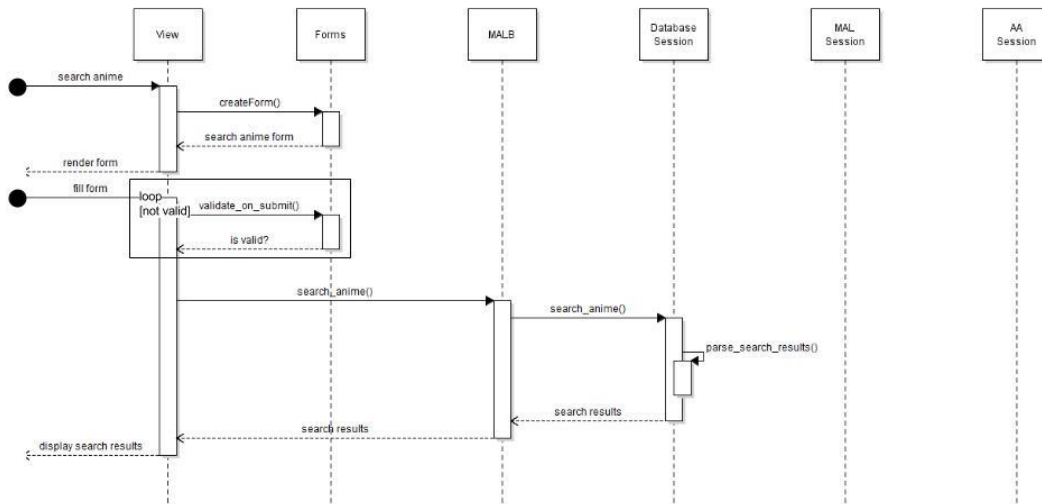 View
Forms
MALB
Database
Session
MAL
Session
AA
Session
search anime
createForm()
search anime form
render form
fill form
loop
[not valid]
validate_on_submit()
is valid?
search_anime()
search_anime()
parse_search_results()
search results
search results
display search results